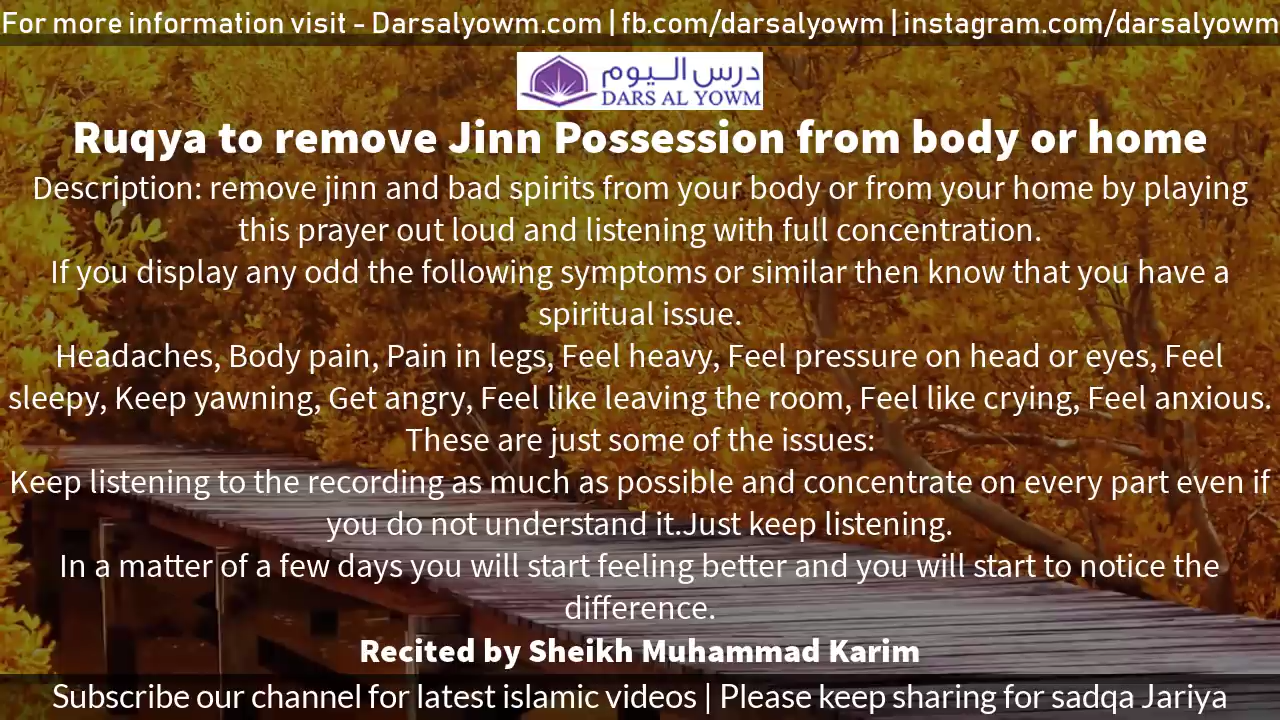 For more information visit - Darsalyowm.com | fb.com/darsalyowm | instagram.com/darsalyowm
درس اليوم
DARS AL YOWM
Ruqya to remove Jinn Possession from body or home
Description: remove jinn and bad spirits from your body or from your home by playing
this prayer out loud and listening with full concentration.
If you display any odd the following symptoms or similar then know that you have a
spiritual issue.
Headaches, Body pain, Pain in legs, Feel heavy, Feel pressure on head or eyes, Feel
sleepy, Keep yawning, Get angry, Feel like leaving the room, Feel like crying, Feel anxious.
These are just some of the issues:
Keep listening to the recording as much as possible and concentrate on every part even if
you do not understand it.Just keep listening.
In a matter of a few days you will start feeling better and you will start to notice the
difference.
Recited by Sheikh Muhammad Karim
Subscribe our channel for latest islamic videos | Please keep sharing for sadqa Jariya